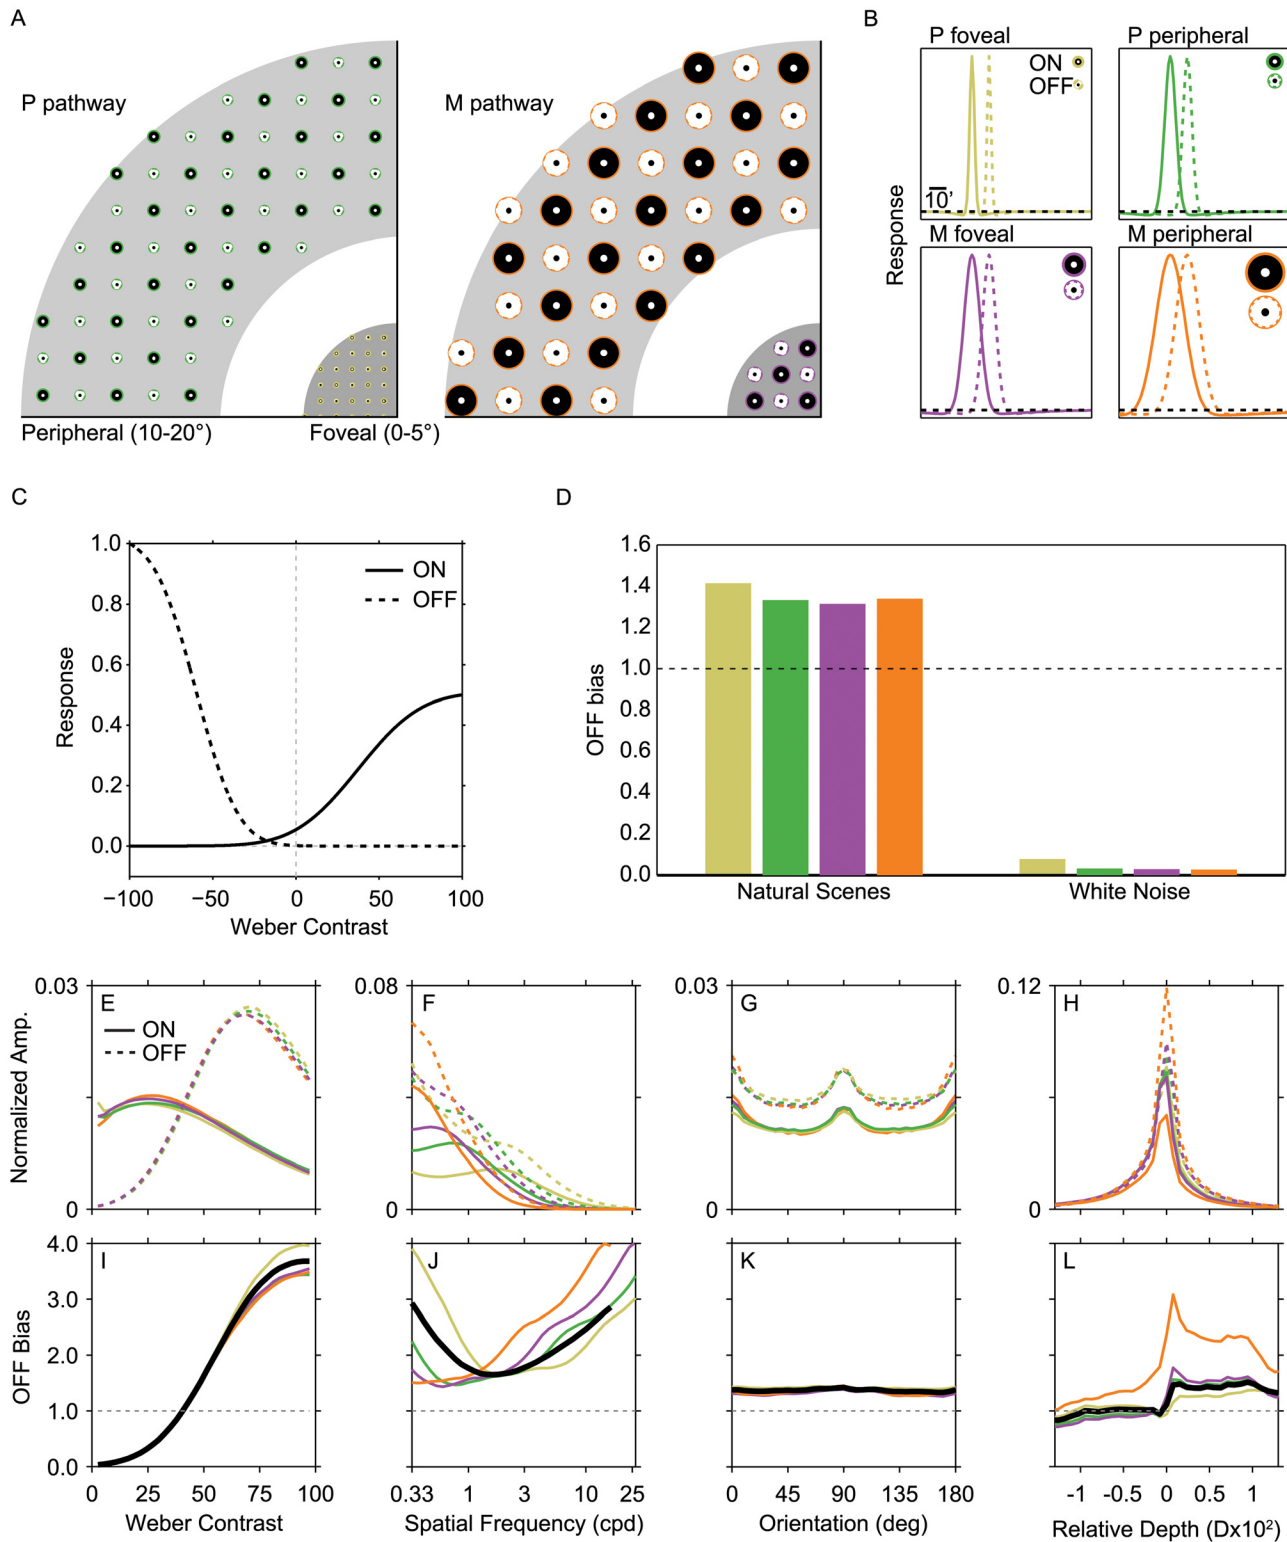 A
P pathway
M pathway
Peripheral (10-20°)
Foveal (0-5°)
B
P foveal
P peripheral
ON
OFF
10'
M foveal
M peripheral
Response
C
1.0
0.8
0.6
0.4
0.2
0.0
Response
ON
OFF
−100
−50
0
50
100
Weber Contrast
D
1.6
1.4
1.2
1.0
0.8
0.6
0.4
0.2
0.0
OFF bias
Natural Scenes
White Noise
E
0.03
0
Normalized Amp.
ON
OFF
F
0.08
0
G
0.03
0
H
0.12
0
I
4.0
3.0
2.0
1.0
0.0
OFF Bias
0
25
50
75
100
Weber Contrast
J
0.33
1
3
10
25
Spatial Frequency (cpd)
K
0
45
90
135
180
Orientation (deg)
L
-1
-0.5
0
0.5
1
Relative Depth (Dx10²)